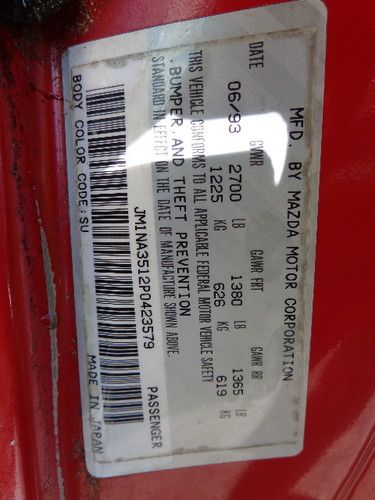 MFD. BY MAZDA MOTOR CORPORATION
DATE GVWR GAWR FRT GAWR RR
06/93 2700 LB 1380 LB 1365 LB
1225 KG 626 KG 619 KG
THIS VEHICLE CONFORMS TO ALL APPLICABLE FEDERAL MOTOR VEHICLE SAFETY
.BUMPER.AND THEFT PREVENTION
STANDARD IN EFFECT ON THE DATE OF MANUFACTURE SHOWN ABOVE.
JM1NA3512P0423579 PASSENGER
BODY COLOR CODE:SU MADE IN JAPAN